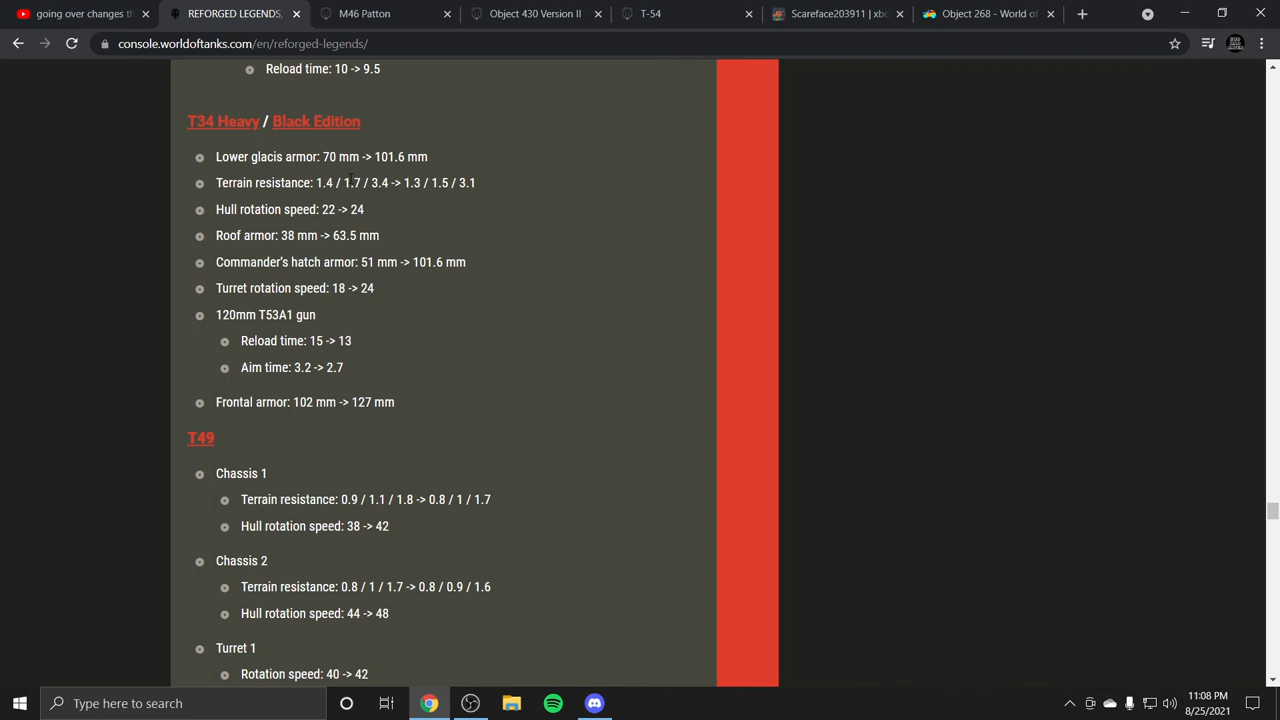 going over changes th
REFORGED LEGENDS,
M46 Patton
Object 430 Version II
T-54
Scareface203911 | xbo
Object 268 - World of
console.worldoftanks.com/en/reforged-legends/
Reload time: 10 -> 9.5
T34 Heavy / Black Edition
Lower glacis armor: 70 mm -> 101.6 mm
Terrain resistance: 1.4 / 1.7 / 3.4 -> 1.3 / 1.5 / 3.1
Hull rotation speed: 22 -> 24
Roof armor: 38 mm -> 63.5 mm
Commander's hatch armor: 51 mm -> 101.6 mm
Turret rotation speed: 18 -> 24
120mm T53A1 gun
Reload time: 15 -> 13
Aim time: 3.2 -> 2.7
Frontal armor: 102 mm -> 127 mm
T49
Chassis 1
Terrain resistance: 0.9 / 1.1 / 1.8 -> 0.8 / 1 / 1.7
Hull rotation speed: 38 -> 42
Chassis 2
Terrain resistance: 0.8 / 1 / 1.7 -> 0.8 / 0.9 / 1.6
Hull rotation speed: 44 -> 48
Turret 1
Rotation speed: 40 -> 42
Type here to search
11:08 PM
8/25/2021